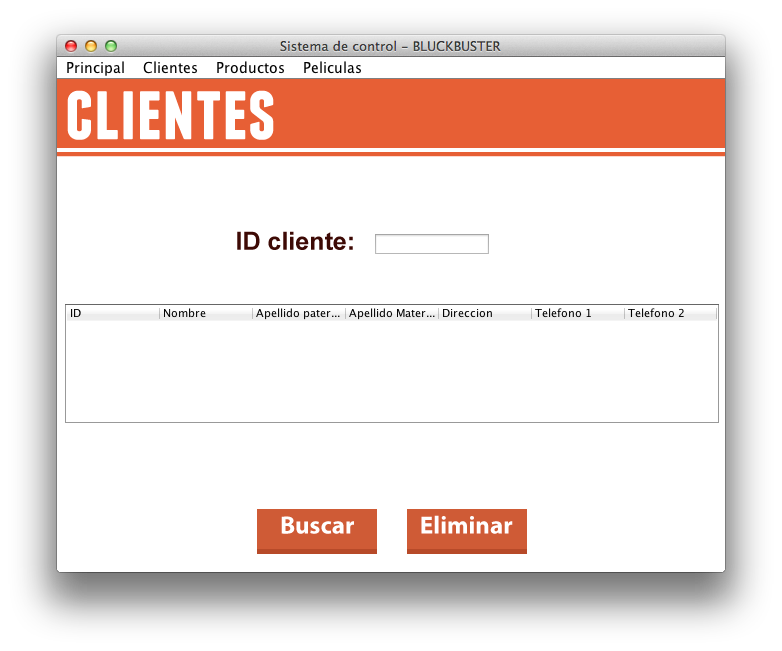 Sistema de control - BLUCKBUSTER
Principal Clientes Productos Peliculas
CLIENTES
ID cliente:
ID Nombre Apellido pater... Apellido Mater... Direccion Telefono 1 Telefono 2
Buscar Eliminar